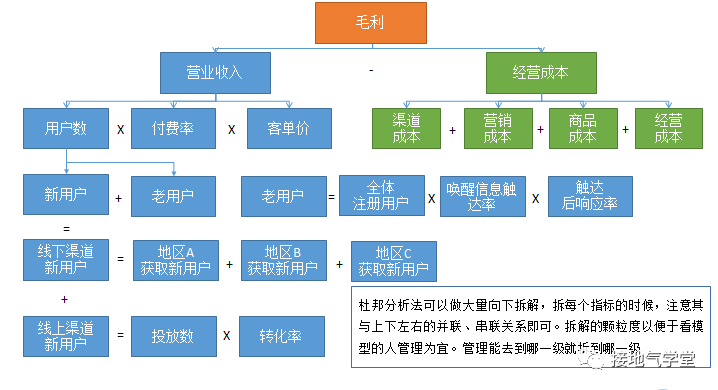 毛利
营业收入
-
经营成本
用户数 X 付费率 X 客单价
渠道
成本
+
营销
成本
+
商品
成本
+
经营
成本
新用户 + 老用户
老用户 = 全体
注册用户
X
唤醒信息触
达率
X
触达
后响应率
=
线下渠道
新用户
=
地区A
获取新用户
+
地区B
获取新用户
+
地区C
获取新用户
+
线上渠道
新用户
= 投放数 X 转化率
杜邦分析法可以做大量向下拆解，拆每个指标的时候，注意其
与上下左右的并联、串联关系即可。拆解的颗粒度以便于看模
型的人管理为宜。管理能去到哪一级就拆到哪一级
接地气学堂